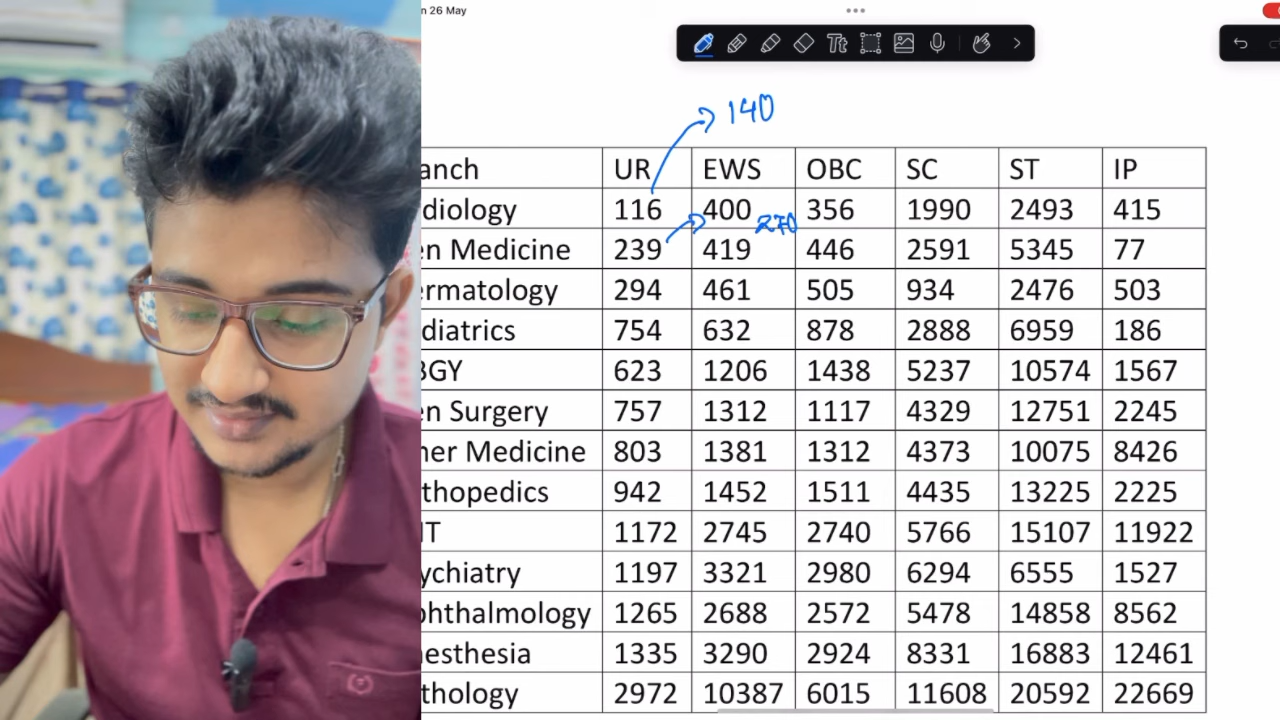 n 26 May
Tt
140
anch UR EWS OBC SC ST IP
diology 116 400 356 1990 2493 415
270
en Medicine 239 419 446 2591 5345 77
ermatology 294 461 505 934 2476 503
diatrics 754 632 878 2888 6959 186
BGY 623 1206 1438 5237 10574 1567
en Surgery 757 1312 1117 4329 12751 2245
her Medicine 803 1381 1312 4373 10075 8426
thopedics 942 1452 1511 4435 13225 2225
IT 1172 2745 2740 5766 15107 11922
ychiatry 1197 3321 2980 6294 6555 1527
phthalmology 1265 2688 2572 5478 14858 8562
aesthesia 1335 3290 2924 8331 16883 12461
thology 2972 10387 6015 11608 20592 22669